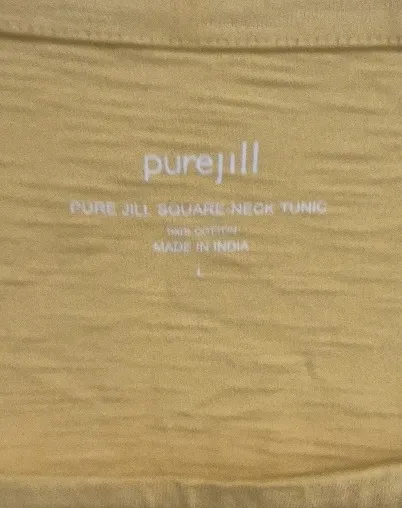 purejill
PURE JILL SQUARE NECK TUNIC
100% COTTON
MADE IN INDIA
L